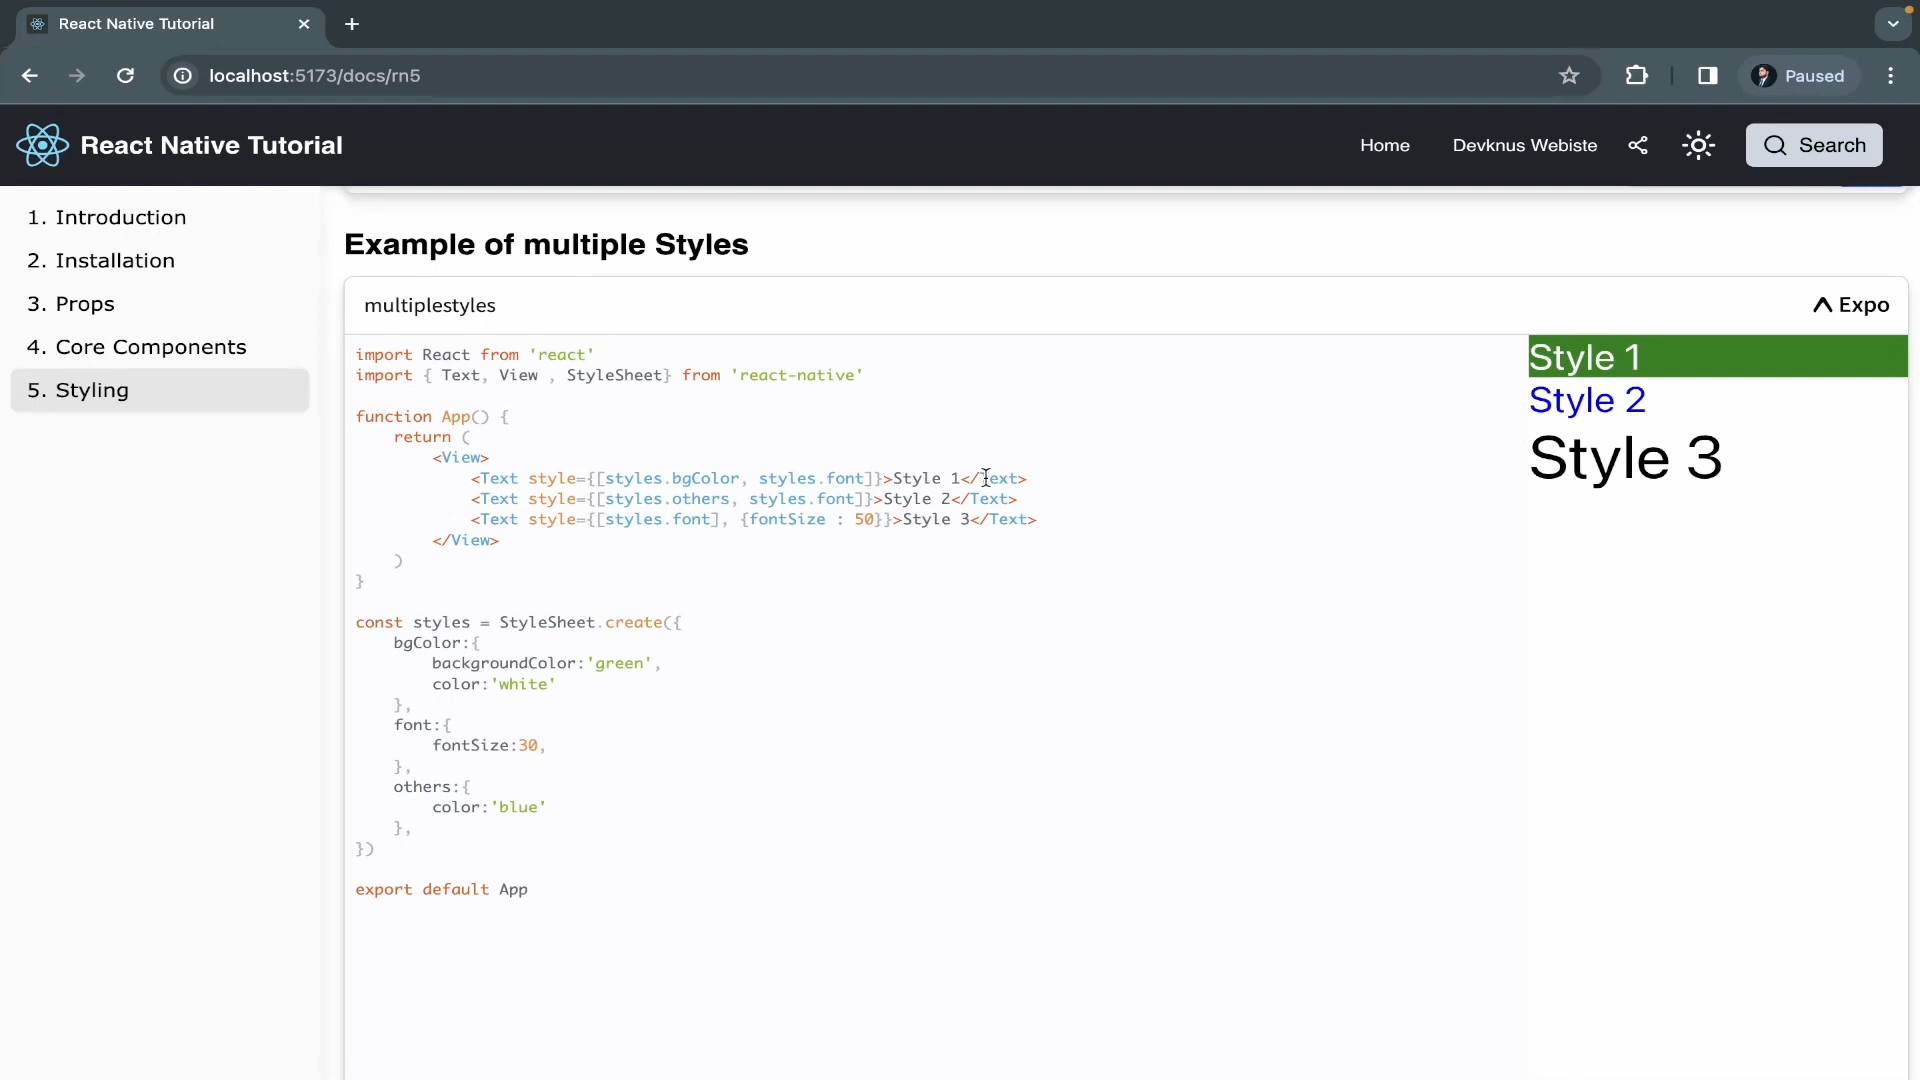 React Native Tutorial
localhost:5173/docs/rn5
Paused
React Native Tutorial
Home
Devknus Webiste
Search
1. Introduction
2. Installation
3. Props
4. Core Components
5. Styling
Example of multiple Styles
multiplestyles
Expo
import React from 'react'
import { Text, View , StyleSheet} from 'react-native'
function App() {
return (
<View>
<Text style={[styles.bgColor, styles.font]}>Style 1</Text>
<Text style={[styles.others, styles.font]}>Style 2</Text>
<Text style={[styles.font], {fontSize : 50}}>Style 3</Text>
</View>
)
}
const styles = StyleSheet.create({
bgColor:{
backgroundColor:'green',
color:'white'
},
font:{
fontSize:30,
},
others:{
color:'blue'
},
})
export default App
Style 1
Style 2
Style 3